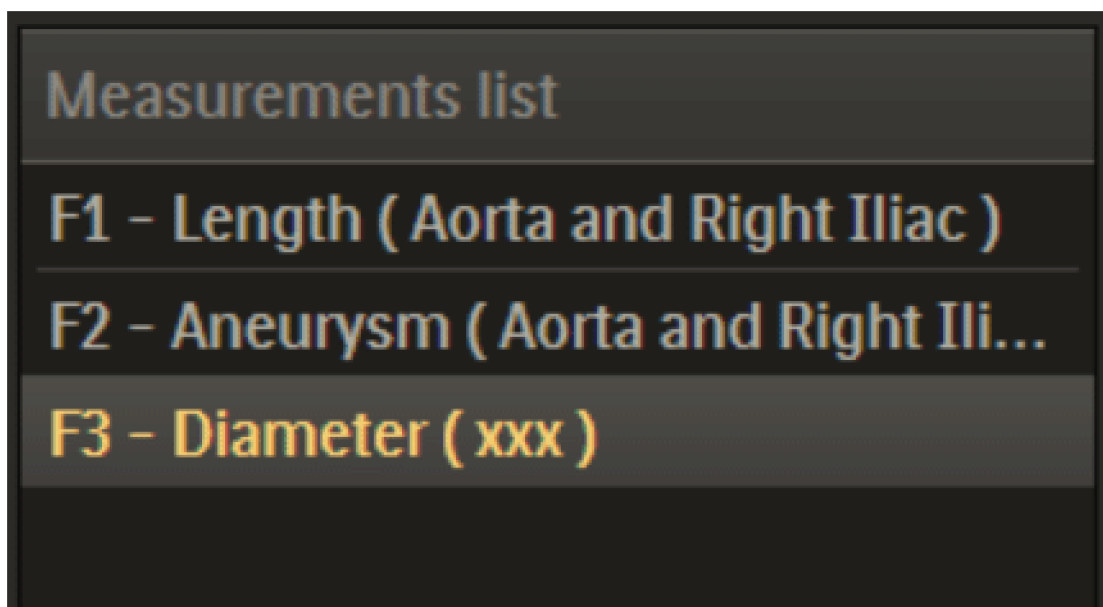 Measurements list
F1 – Length ( Aorta and Right Iliac )
F2 – Aneurysm ( Aorta and Right Ili...
F3 – Diameter ( xxx )